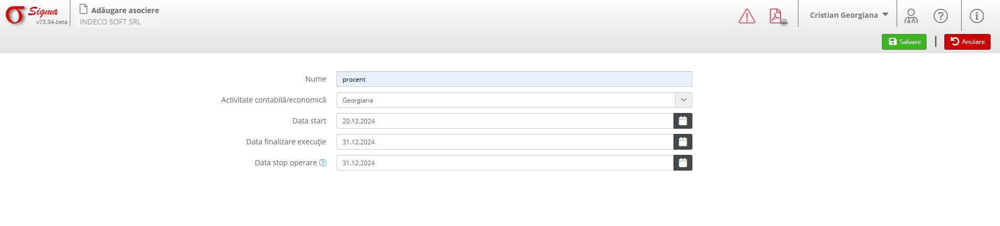 Sigma
v73.34-beta
Adăugare asociere
INDECO SOFT SRL
Cristian Georgiana
Salvare
Anulare
Nume
procent
Activitate contabilă/economică
Georgiana
Data start
20.12.2024
Data finalizare execuţie
31.12.2024
Data stop operare
31.12.2024